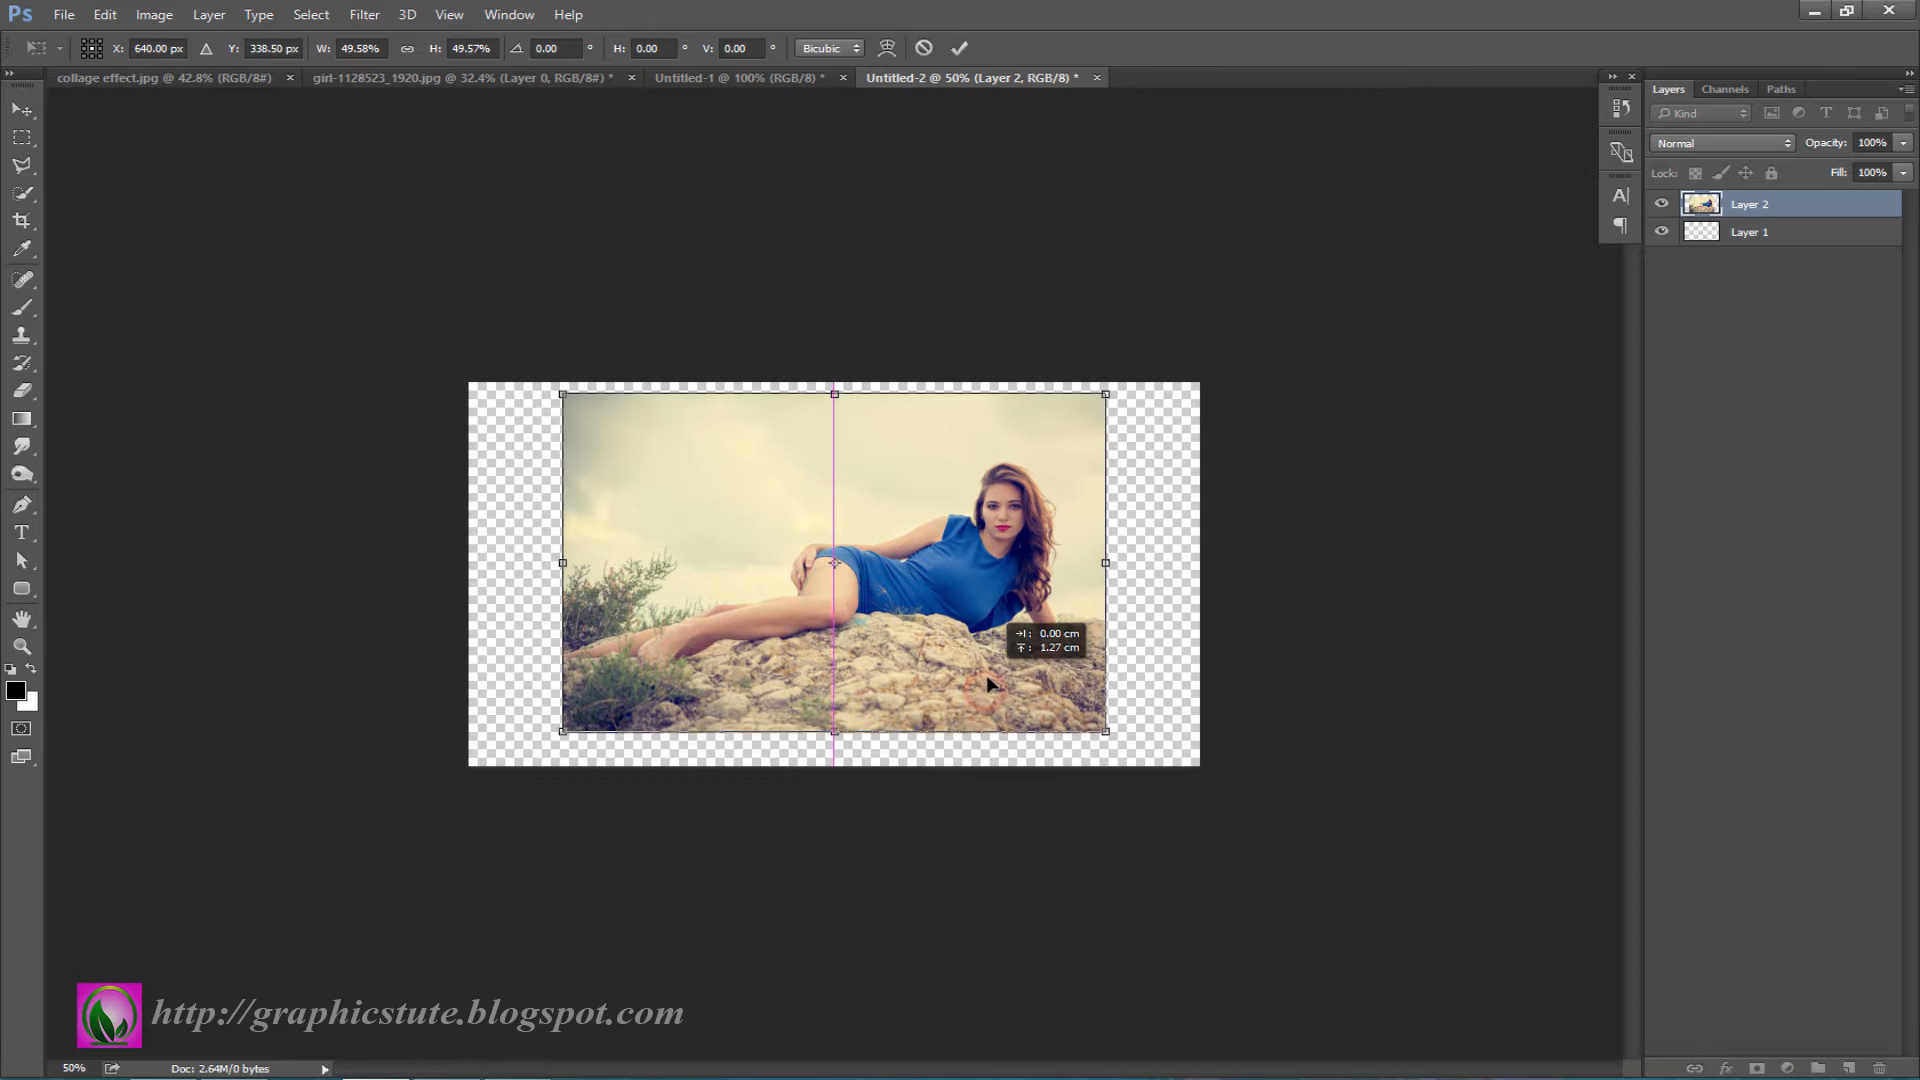 Ps File Edit Image Layer Type Select Filter 3D View Window Help
X: 640.00 px Y: 338.50 px W: 49.58% H: 49.57% 0.00 ° H: 0.00 ° V: 0.00 ° Bicubic
collage effect.jpg @ 42.8% (RGB/8#) × girl-1128523_1920.jpg @ 32.4% (Layer 0, RGB/8#) * × Untitled-1 @ 100% (RGB/8) * × Untitled-2 @ 50% (Layer 2, RGB/8) * ×
Layers Channels Paths
Kind
Normal Opacity: 100%
Lock: Fill: 100%
Layer 2
Layer 1
0.00 cm
1.27 cm
http://graphicstute.blogspot.com
50% Doc: 2.64M/0 bytes